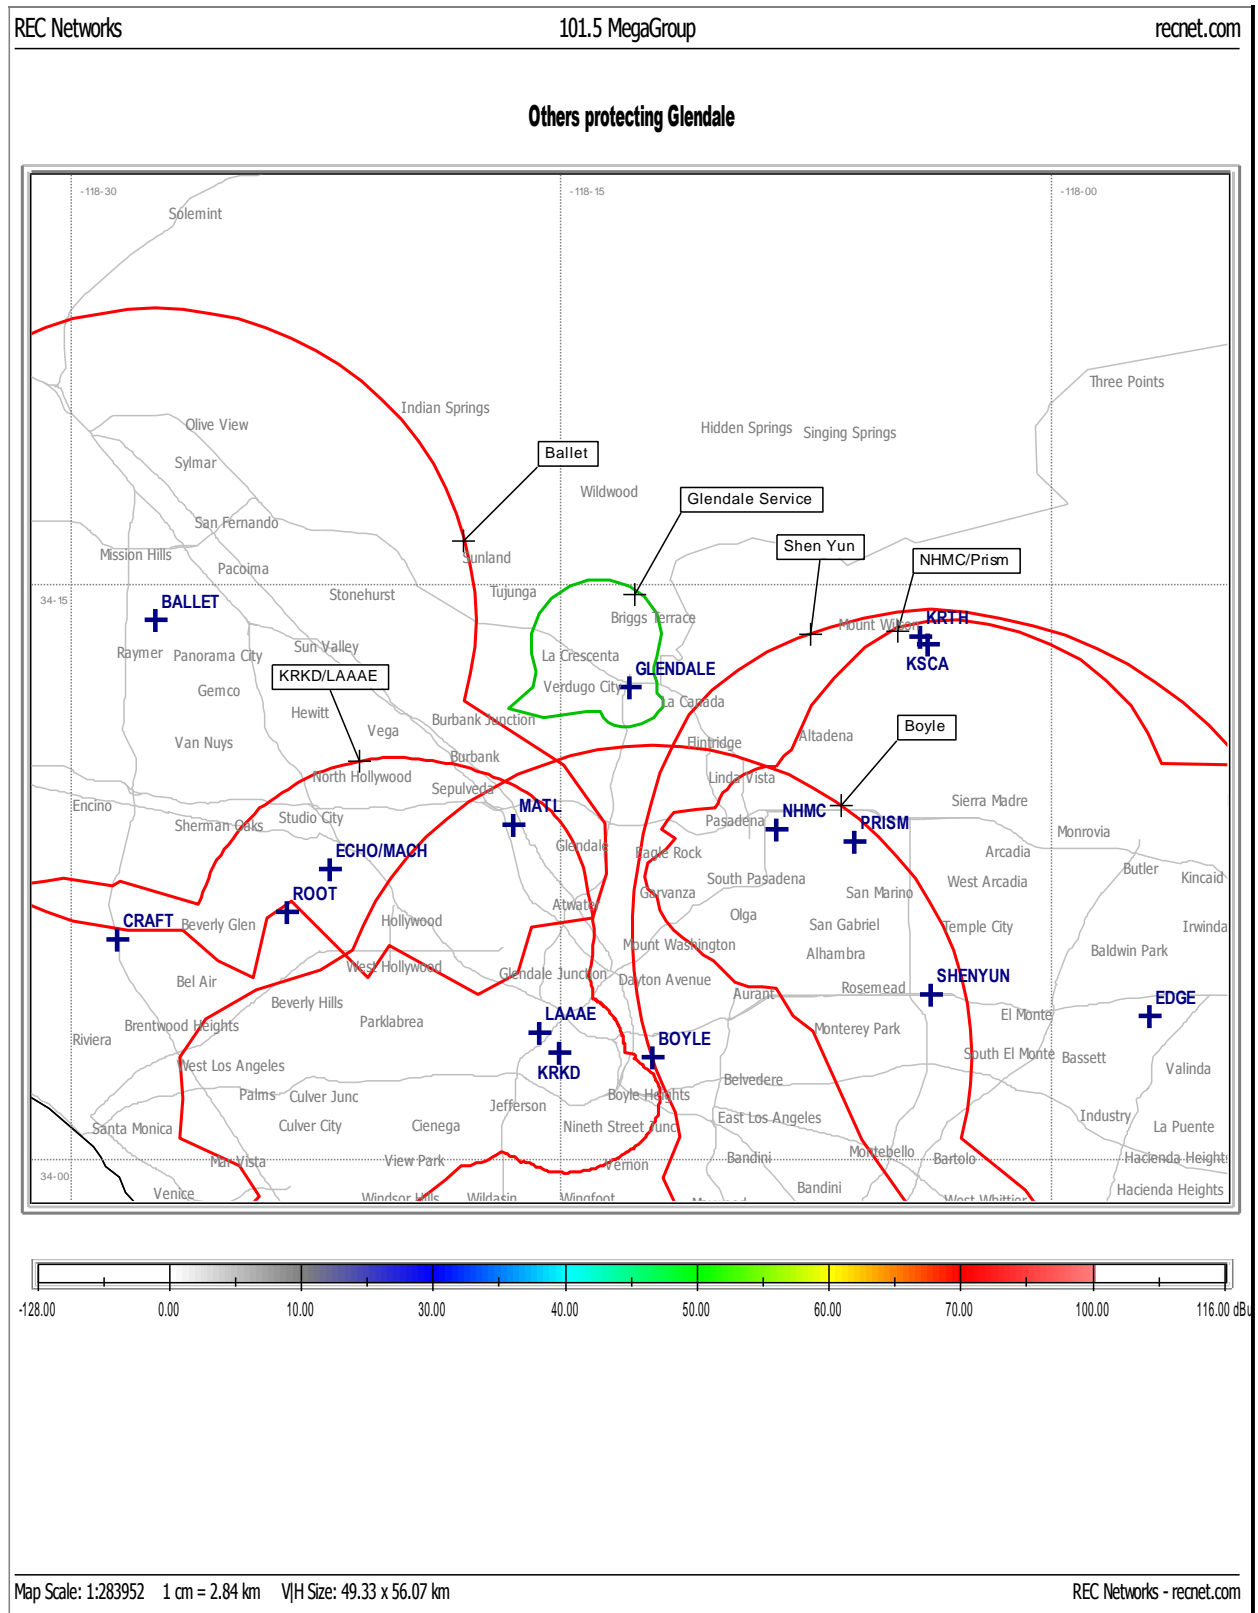 REC Networks 101.5 MegaGroup recnet.com
Others protecting Glendale
-118-30 -118-15 -118-00
Solemint
Three Points
Indian Springs
Olive View
Hidden Springs Singing Springs
Ballet
Sylmar
Wildwood
Glendale Service
San Fernando
Shen Yun
Mission Hills
Sunland
NHMC/Prism
Pacoima
Stonehurst
Tujunga
34-15
BALLET
Briggs Terrace
Mount Wilson
KRTH
Raymer Panorama City
Sun Valley
La Crescenta
KSCA
KRKD/LAAAE
GLENDALE
Gemco
Verdugo City
La Canada
Hewitt
Burbank Junction
Vega
Boyle
Van Nuys
Flintridge
Altadena
Burbank
North Hollywood
Linda Vista
Sepulveda
Encino
MATL
Sierra Madre
Studio City
NHMC
Sherman Oaks
Pasadena
PRISM
Monrovia
ECHO/MACH
Glendale
Eagle Rock
Arcadia
Butler
South Pasadena
West Arcadia
Kincaid
ROOT
Garvanza
San Marino
Atwater
Olga
CRAFT
Beverly Glen
Hollywood
San Gabriel
Temple City
Irwinda
Mount Washington
Alhambra
Baldwin Park
West Hollywood
Glendale Junction
Bel Air
Dayton Avenue
Rosemead
SHENYUN
Aurant
Beverly Hills
EDGE
LAAAE
El Monte
Parklabrea
Brentwood Heights
Monterey Park
Riviera
BOYLE
South El Monte
Bassett
West Los Angeles
KRKD
Valinda
Belvedere
Palms Culver Junc
Boyle Heights
Jefferson
East Los Angeles
Industry
Santa Monica
Culver City
Cienega
Nineth Street Junc
La Puente
Montebello
Mar Vista
View Park
Vernon
Bandini
Bartolo
Hacienda Height
34-00
Venice
Bandini
Hacienda Heights
Windsor Hills
Wildasin
Wingfoot
West Whittier
-128.00 0.00 10.00 30.00 40.00 50.00 60.00 70.00 100.00 116.00 dBu
Map Scale: 1:283952 1 cm = 2.84 km V|H Size: 49.33 x 56.07 km REC Networks - recnet.com